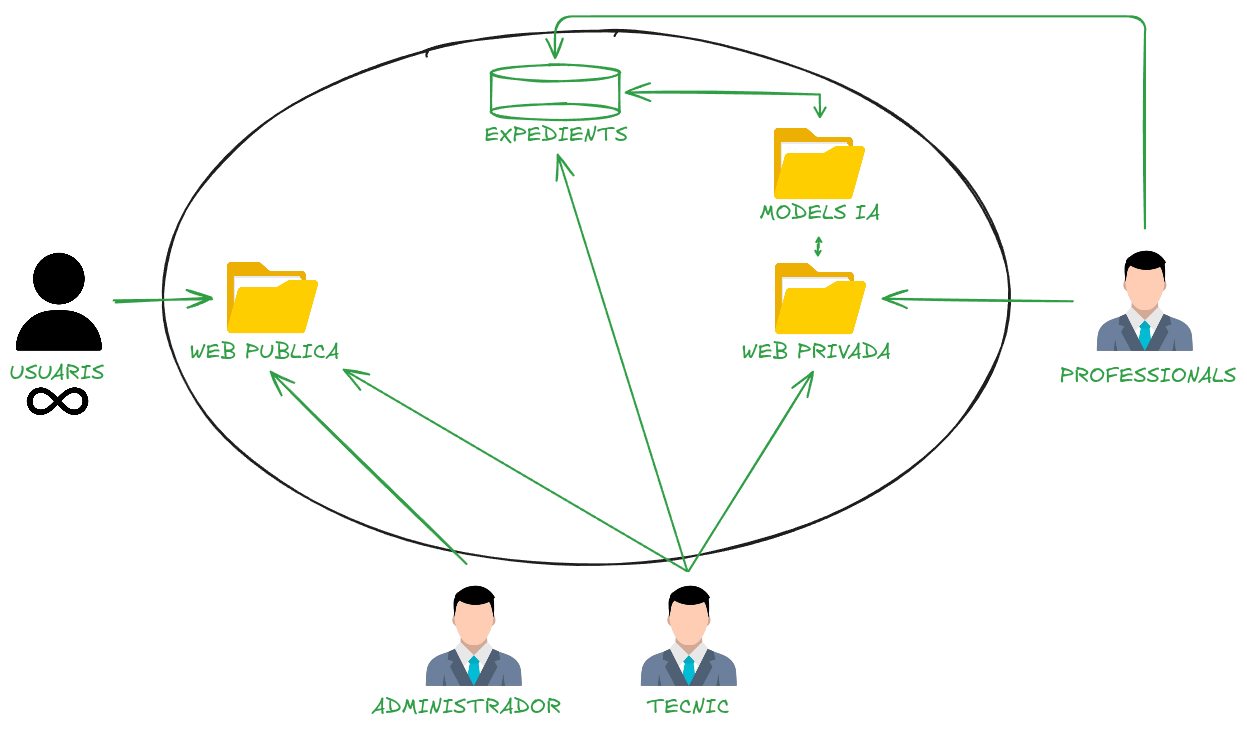 EXPEDIENTS
MODELS IA
WEB PUBLICA
WEB PRIVADA
USUARIS
∞
PROFESSIONALS
ADMINISTRADOR
TECNIC